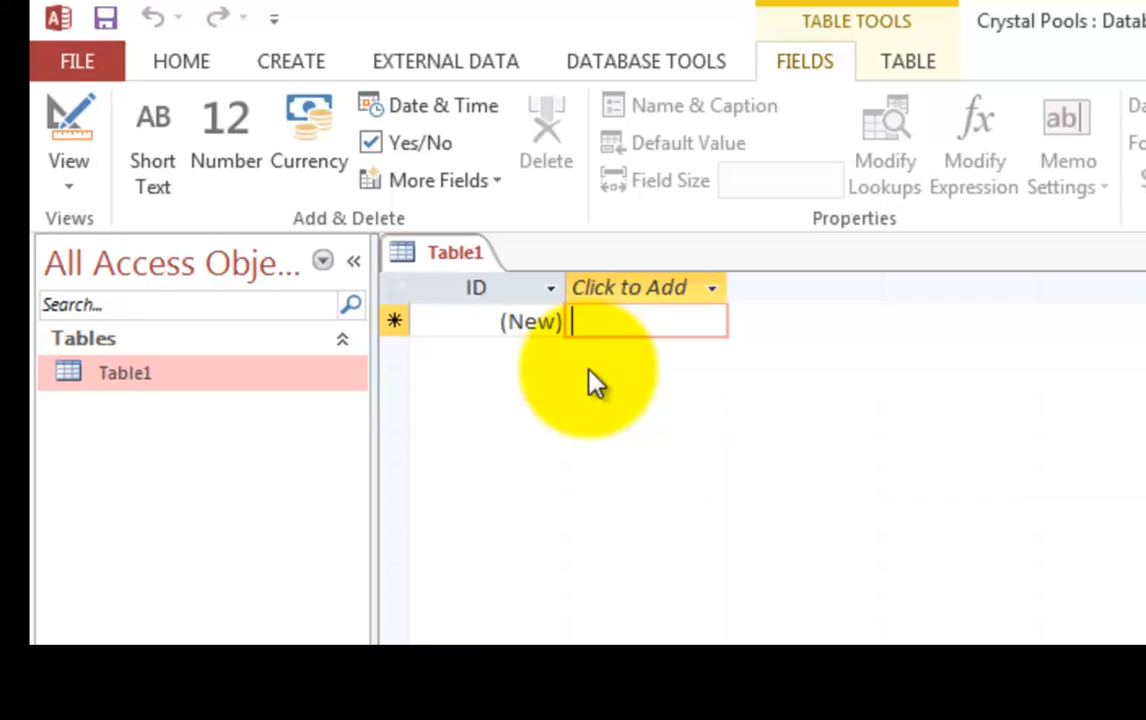 TABLE TOOLS
Crystal Pools : Datab
FILE
HOME
CREATE
EXTERNAL DATA
DATABASE TOOLS
FIELDS
TABLE
View
AB
Short
Text
12
Number
Currency
Date & Time
Yes/No
More Fields
Delete
Name & Caption
Default Value
Field Size
Modify
Lookups
fx
Modify
Expression
ab|
Memo
Settings
Da
Fo
Views
Add & Delete
Properties
All Access Obje...
Search...
Tables
Table1
Table1
ID
Click to Add
(New)